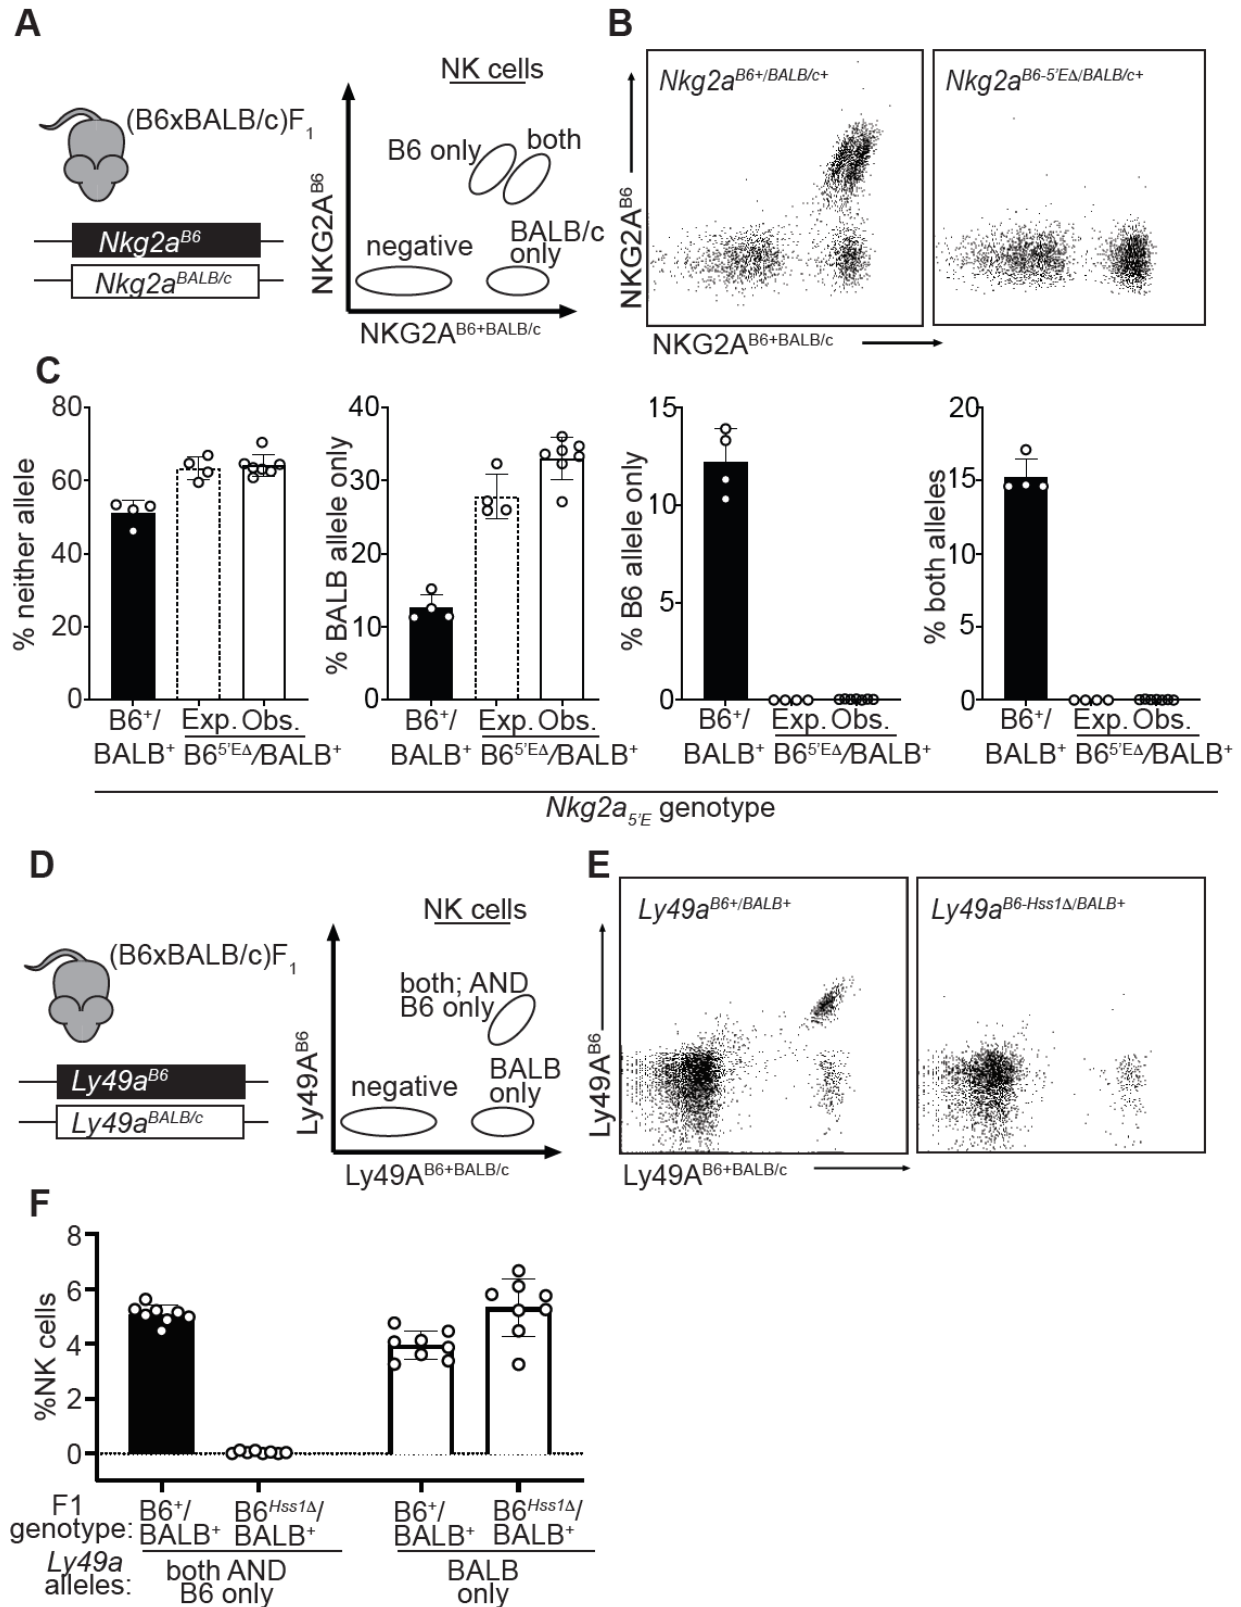 A
(B6xBALB/c)F1
Nkg2aB6
Nkg2aBALB/c
NK cells
B6 only
both
negative
BALB/c
only
NKG2AB6
NKG2AB6+BALB/c
B
Nkg2aB6+/BALB/c+
Nkg2aB6-5'EΔ/BALB/c+
NKG2AB6
NKG2AB6+BALB/c
C
80
60
40
20
0
% neither allele
B6+/
BALB+
Exp. Obs.
B65'EΔ/BALB+
40
30
20
10
0
% BALB allele only
B6+/
BALB+
Exp. Obs.
B65'EΔ/BALB+
15
10
5
0
% B6 allele only
B6+/
BALB+
Exp. Obs.
B65'EΔ/BALB+
20
15
10
5
0
% both alleles
B6+/
BALB+
Exp. Obs.
B65'EΔ/BALB+
Nkg2a5'E genotype
D
(B6xBALB/c)F1
Ly49aB6
Ly49aBALB/c
NK cells
both; AND
B6 only
negative
BALB
only
Ly49AB6
Ly49AB6+BALB/c
E
Ly49aB6+/BALB+
Ly49aB6-Hss1Δ/BALB+
Ly49AB6
Ly49AB6+BALB/c
F
8
6
4
2
0
%NK cells
F1
genotype:
B6+/
BALB+
B6Hss1Δ/
BALB+
B6+/
BALB+
B6Hss1Δ/
BALB+
Ly49a
alleles:
both AND
B6 only
BALB
only